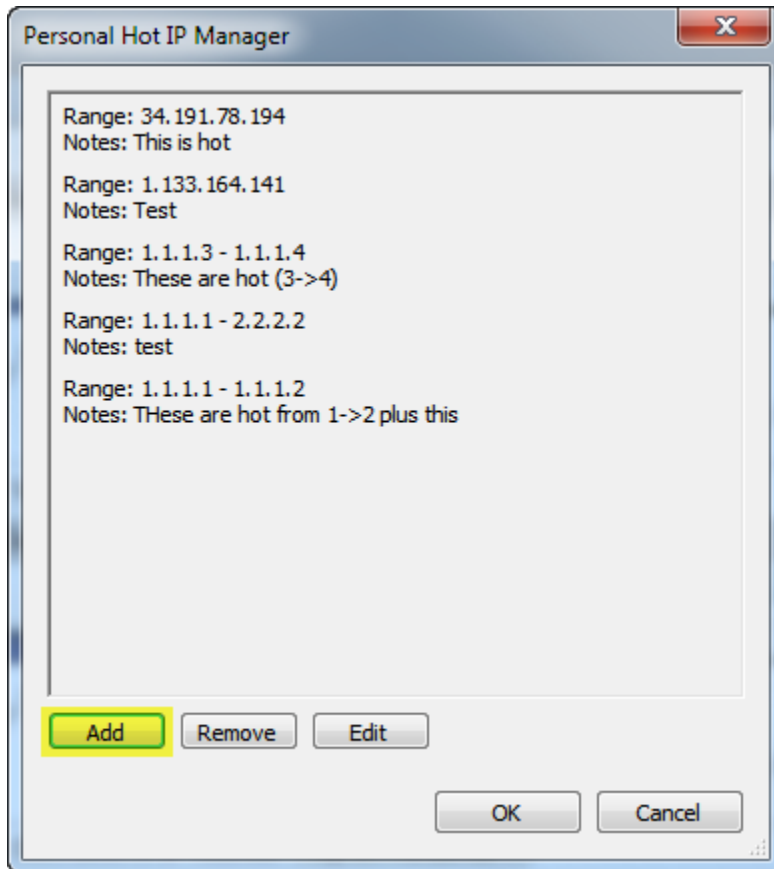 Personal Hot IP Manager
Range: 34.191.78.194
Notes: This is hot
Range: 1.133.164.141
Notes: Test
Range: 1.1.1.3 - 1.1.1.4
Notes: These are hot (3->4)
Range: 1.1.1.1 - 2.2.2.2
Notes: test
Range: 1.1.1.1 - 1.1.1.2
Notes: THese are hot from 1->2 plus this
Add Remove Edit
OK Cancel